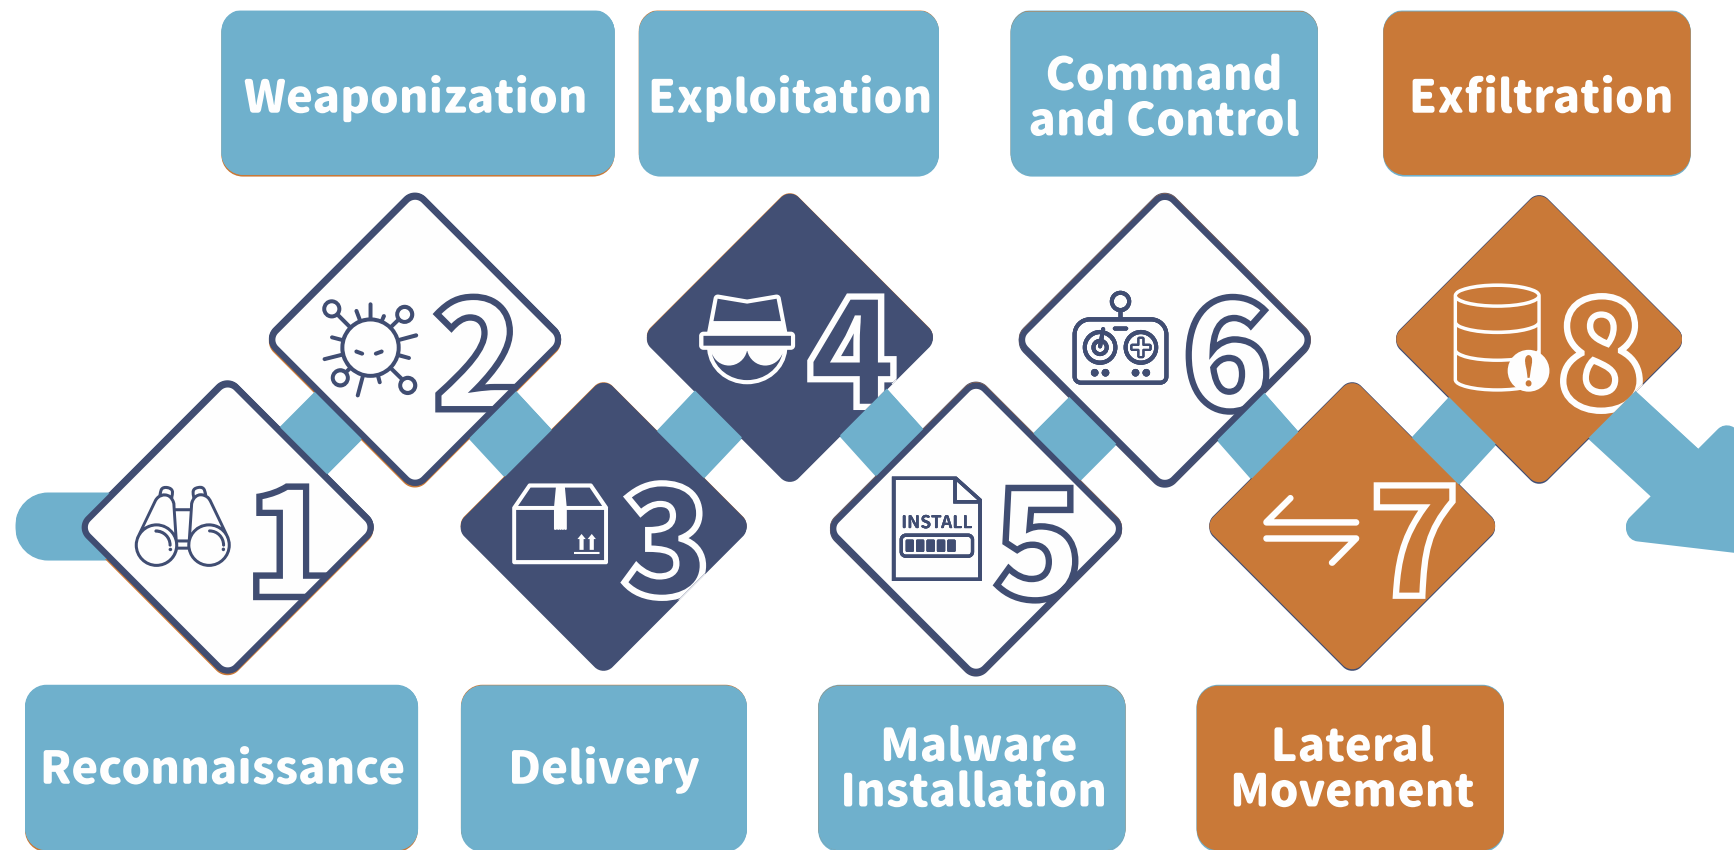 Weaponization
Exploitation
Command
and Control
Exfiltration
2
4
6
8
1
3
INSTALL
5
7
Reconnaissance
Delivery
Malware
Installation
Lateral
Movement